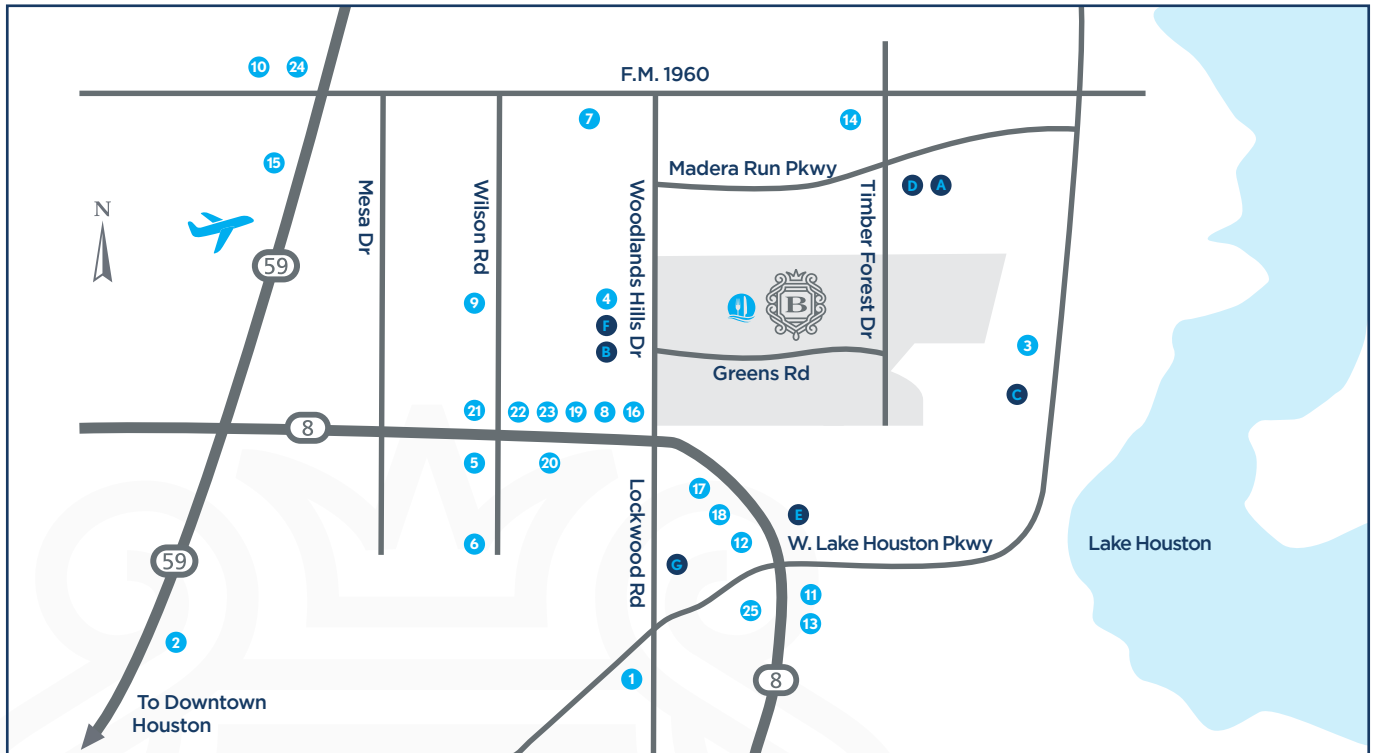 10
24
F.M. 1960
7
14
15
Madera Run Pkwy
D
A
N
Mesa Dr
Wilson Rd
Woodlands Hills Dr
Timber Forest Dr
59
9
4
B
F
B
3
Greens Rd
C
21
22
23
19
8
16
8
5
20
17
Lockwood Rd
18
E
6
12
W. Lake Houston Pkwy
Lake Houston
59
G
11
25
13
2
1
8
To Downtown
Houston